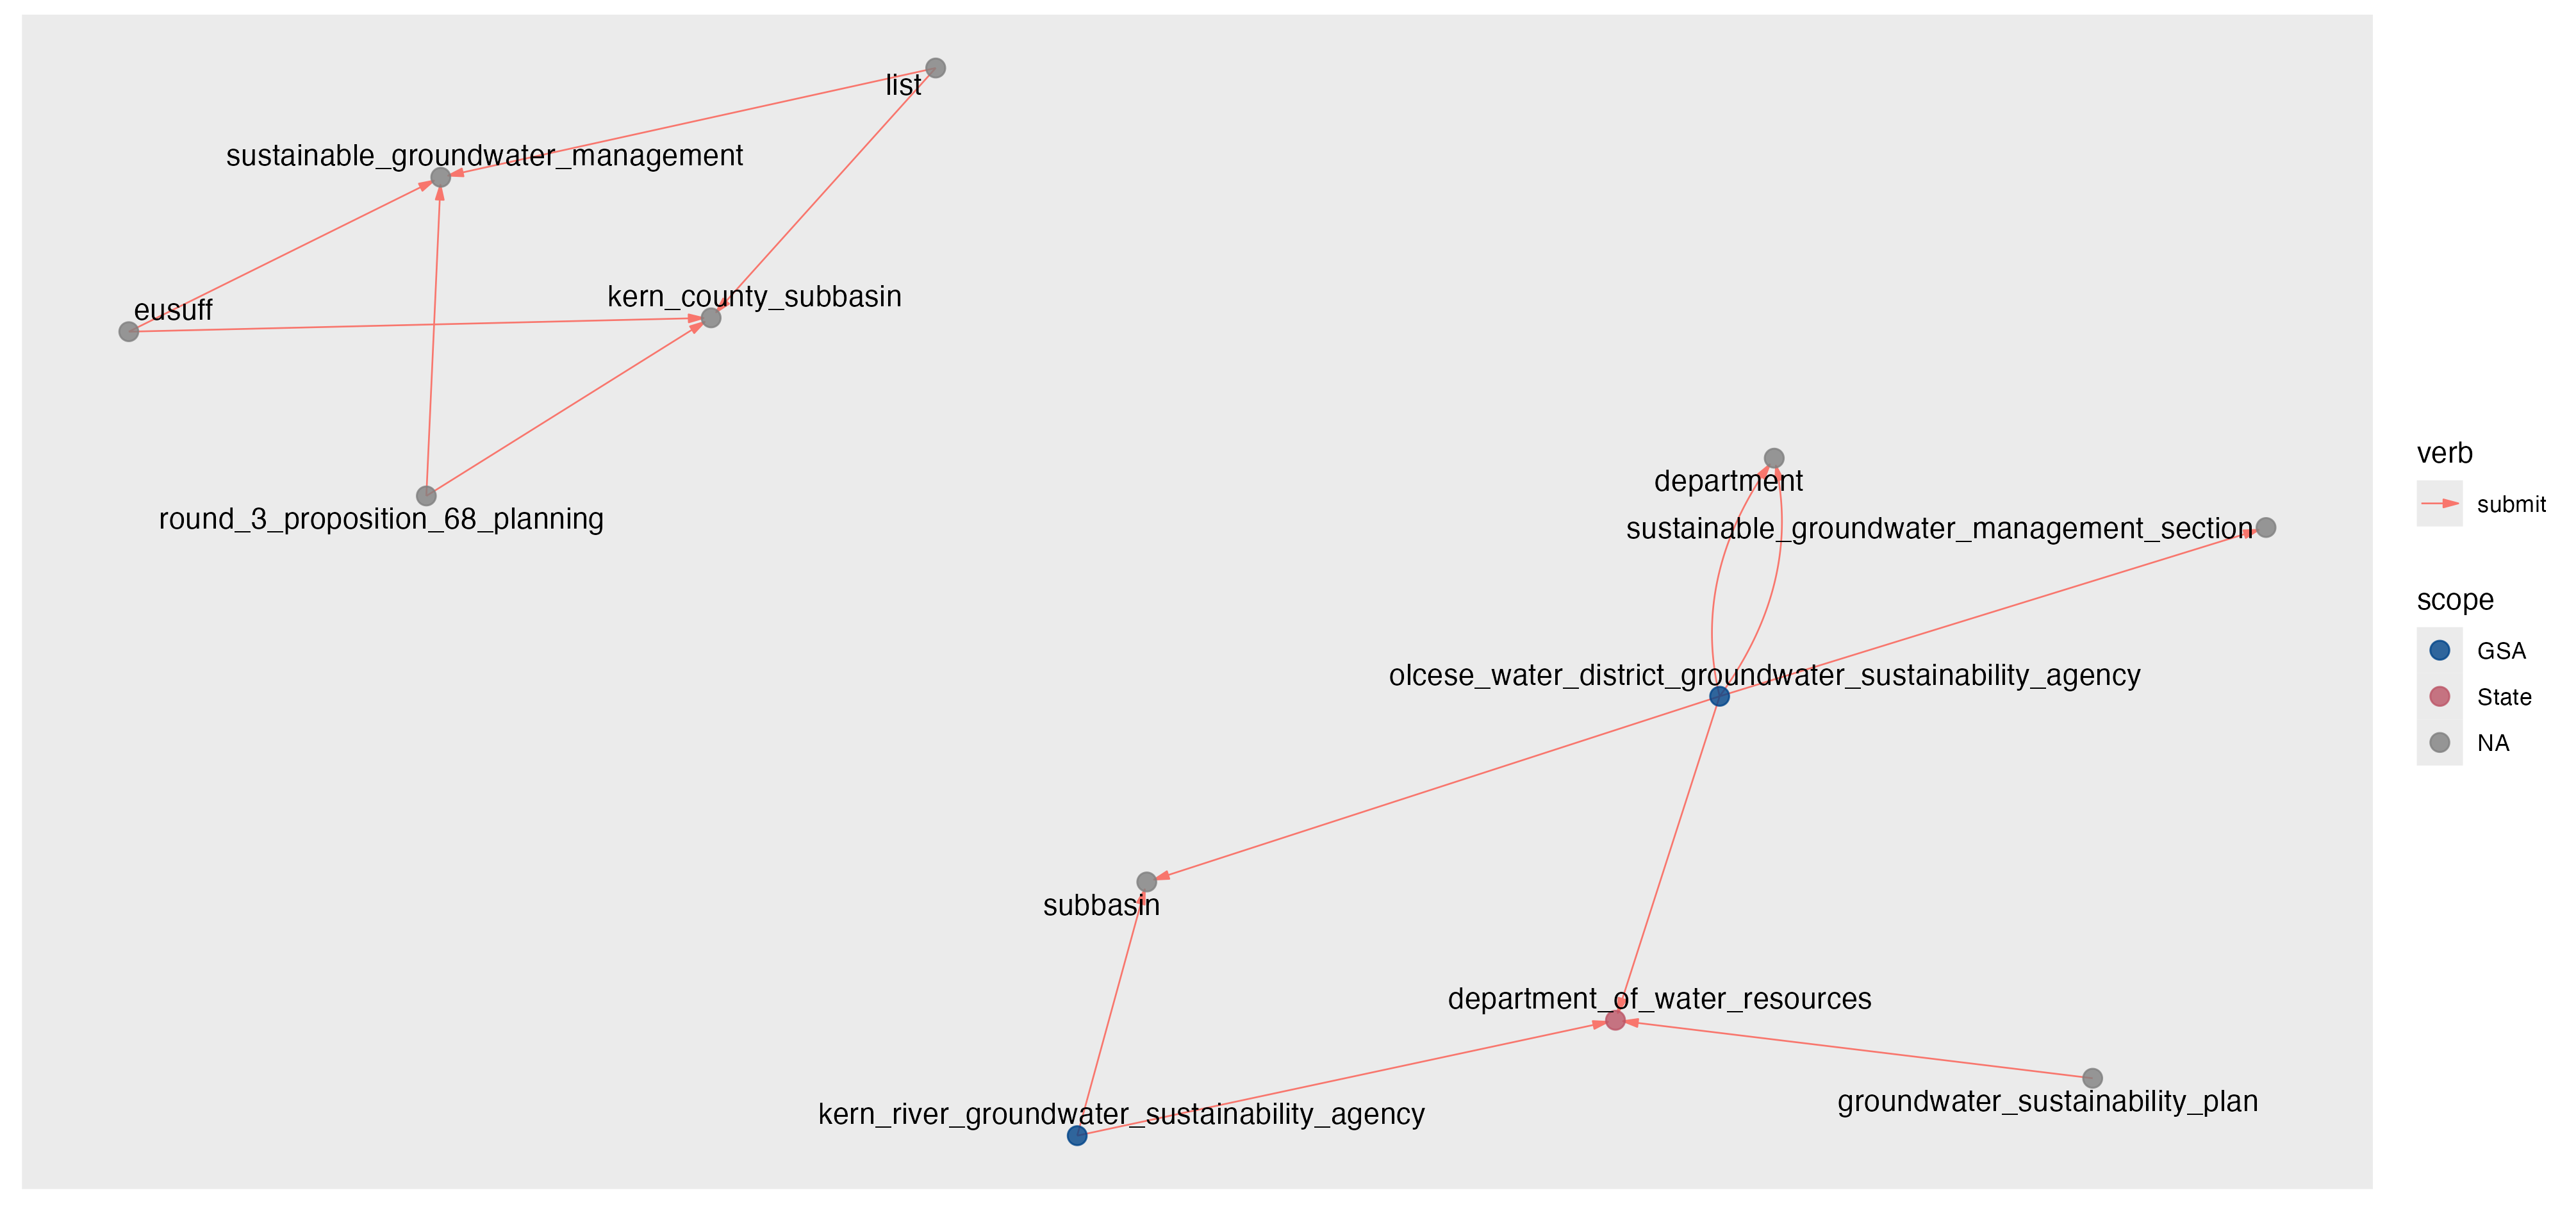 list
sustainable_groundwater_management
kern_county_subbasin
eusuff
round_3_proposition_68_planning
department
sustainable_groundwater_management_section
olcese_water_district_groundwater_sustainability_agency
subbasin
department_of_water_resources
groundwater_sustainability_plan
kern_river_groundwater_sustainability_agency
verb
submit
scope
GSA
State
NA